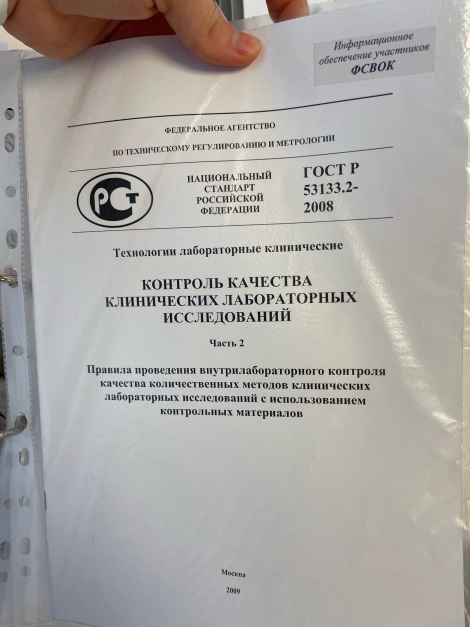 Информационное
обеспечение участников
ФСВОК
ФЕДЕРАЛЬНОЕ АГЕНТСТВО
ПО ТЕХНИЧЕСКОМУ РЕГУЛИРОВАНИЮ И МЕТРОЛОГИИ
РСТ
НАЦИОНАЛЬНЫЙ
СТАНДАРТ
РОССИЙСКОЙ
ФЕДЕРАЦИИ
ГОСТ Р
53133.2-
2008
Технологии лабораторные клинические
КОНТРОЛЬ КАЧЕСТВА
КЛИНИЧЕСКИХ ЛАБОРАТОРНЫХ
ИССЛЕДОВАНИЙ
Часть 2
Правила проведения внутрилабораторного контроля
качества количественных методов клинических
лабораторных исследований с использованием
контрольных материалов
Москва
2009